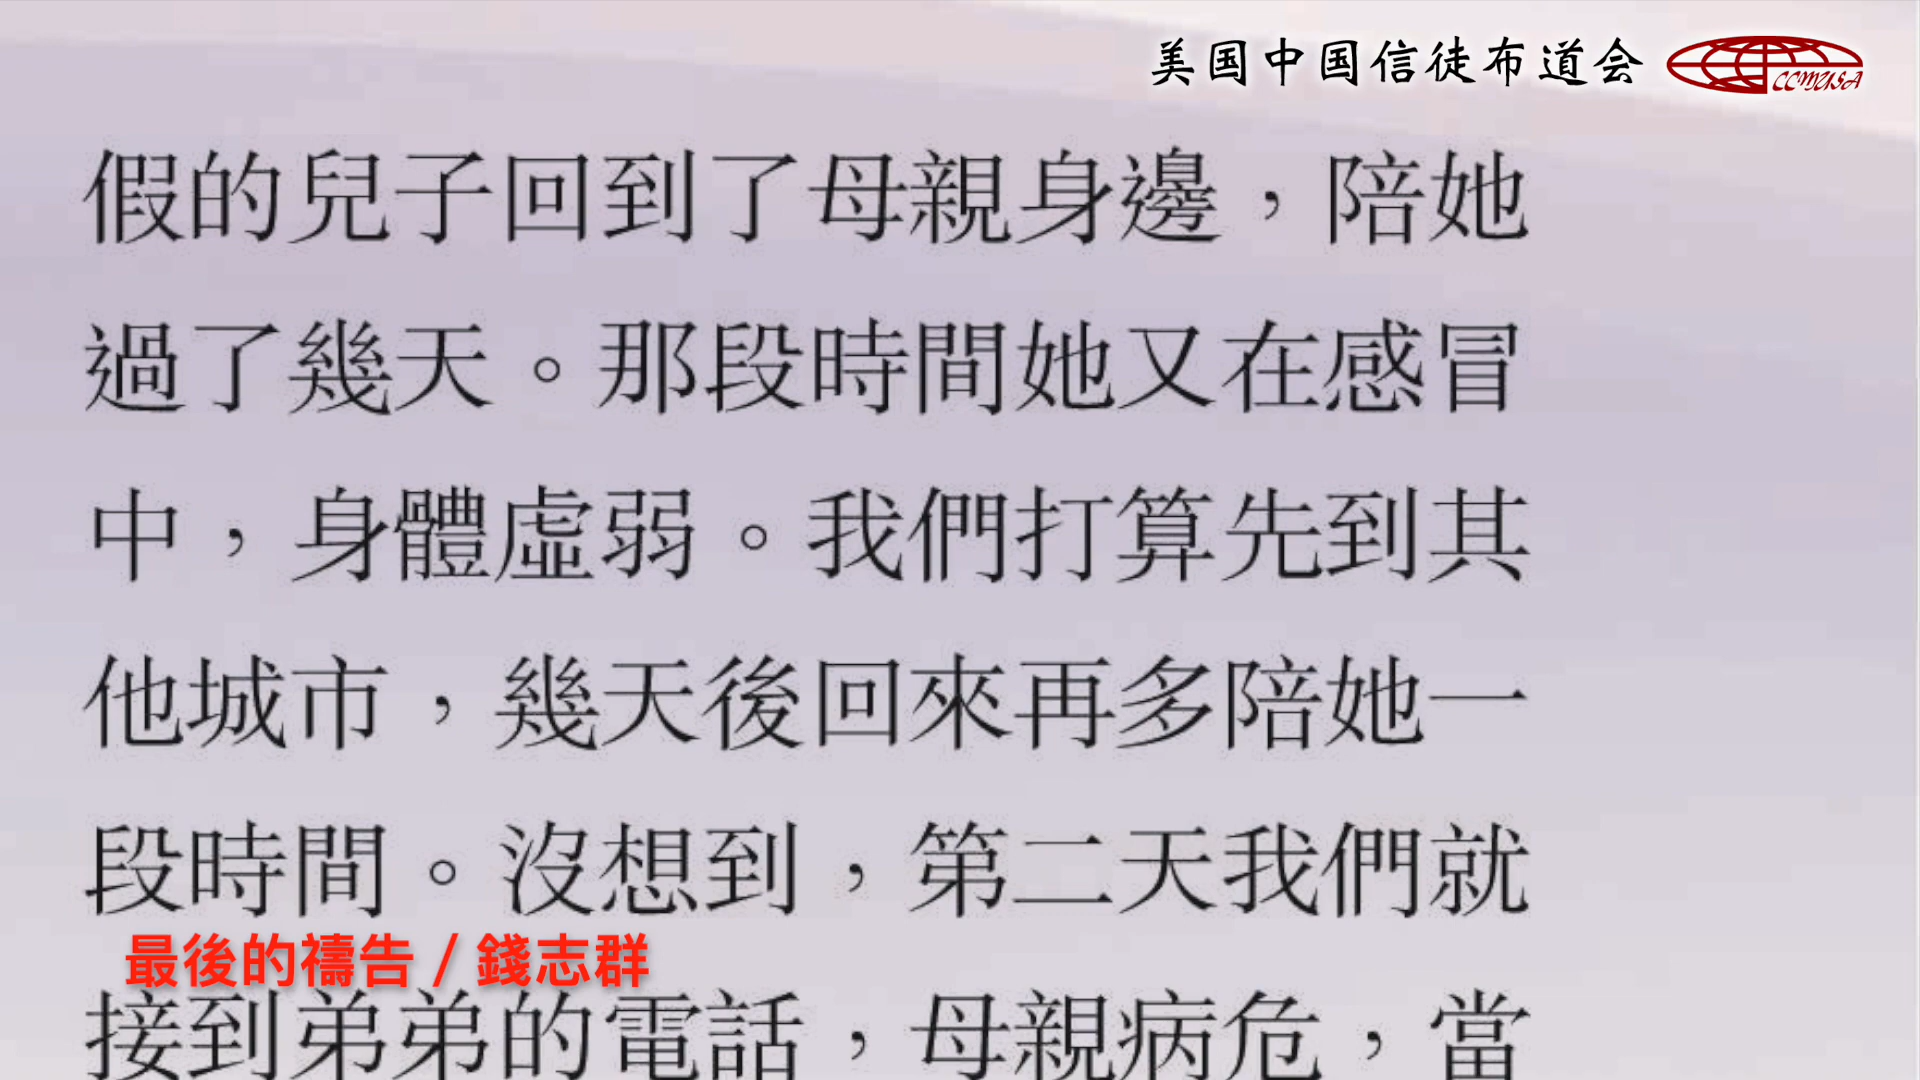 美国中国信徒布道会
CCMUSA
假的兒子回到了母親身邊，陪她
過了幾天。那段時間她又在感冒
中，身體虛弱。我們打算先到其
他城市，幾天後回來再多陪她一
段時間。沒想到，第二天我們就
最後的禱告 / 錢志群
接到弟弟的電話，母親病危，當